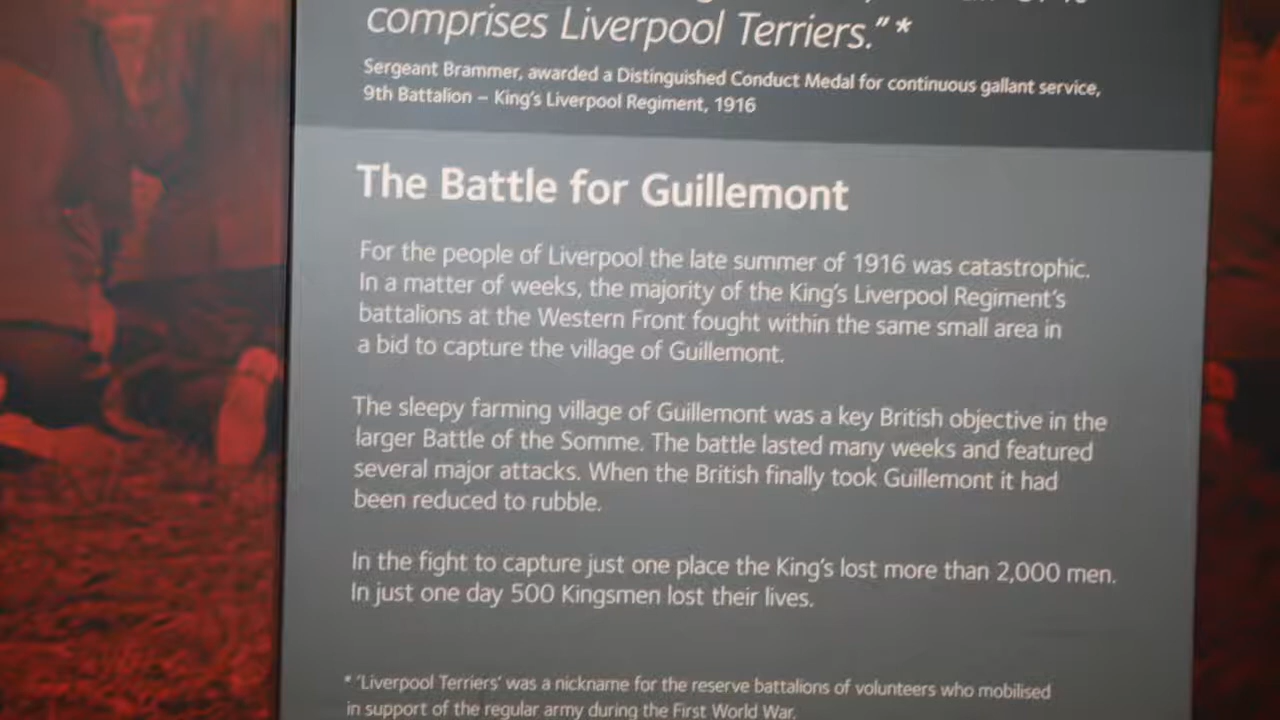 comprises Liverpool Terriers."*
Sergeant Brammer, awarded a Distinguished Conduct Medal for continuous gallant service,
9th Battalion – King's Liverpool Regiment, 1916
The Battle for Guillemont
For the people of Liverpool the late summer of 1916 was catastrophic.
In a matter of weeks, the majority of the King's Liverpool Regiment's
battalions at the Western Front fought within the same small area in
a bid to capture the village of Guillemont.
The sleepy farming village of Guillemont was a key British objective in the
larger Battle of the Somme. The battle lasted many weeks and featured
several major attacks. When the British finally took Guillemont it had
been reduced to rubble.
In the fight to capture just one place the King's lost more than 2,000 men.
In just one day 500 Kingsmen lost their lives.
* 'Liverpool Terriers' was a nickname for the reserve battalions of volunteers who mobilised
in support of the regular army during the First World War.